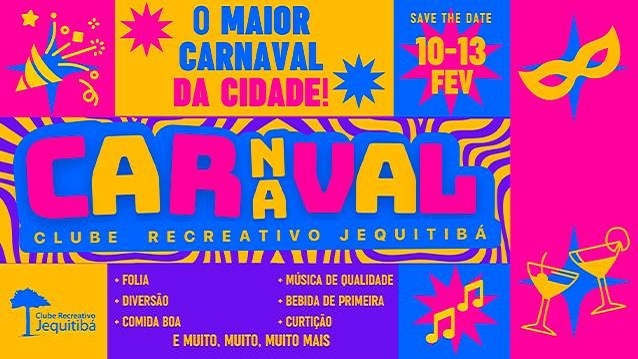 O MAIOR
CARNAVAL
DA CIDADE!
SAVE THE DATE
10-13
FEV
CARNAVAL
CLUBE RECREATIVO JEQUITIBÁ
Clube Recreativo
Jequitibá
+ FOLIA
+ DIVERSÃO
+ COMIDA BOA
+ MÚSICA DE QUALIDADE
+ BEBIDA DE PRIMEIRA
+ CURTIÇÃO
E MUITO, MUITO, MUITO MAIS